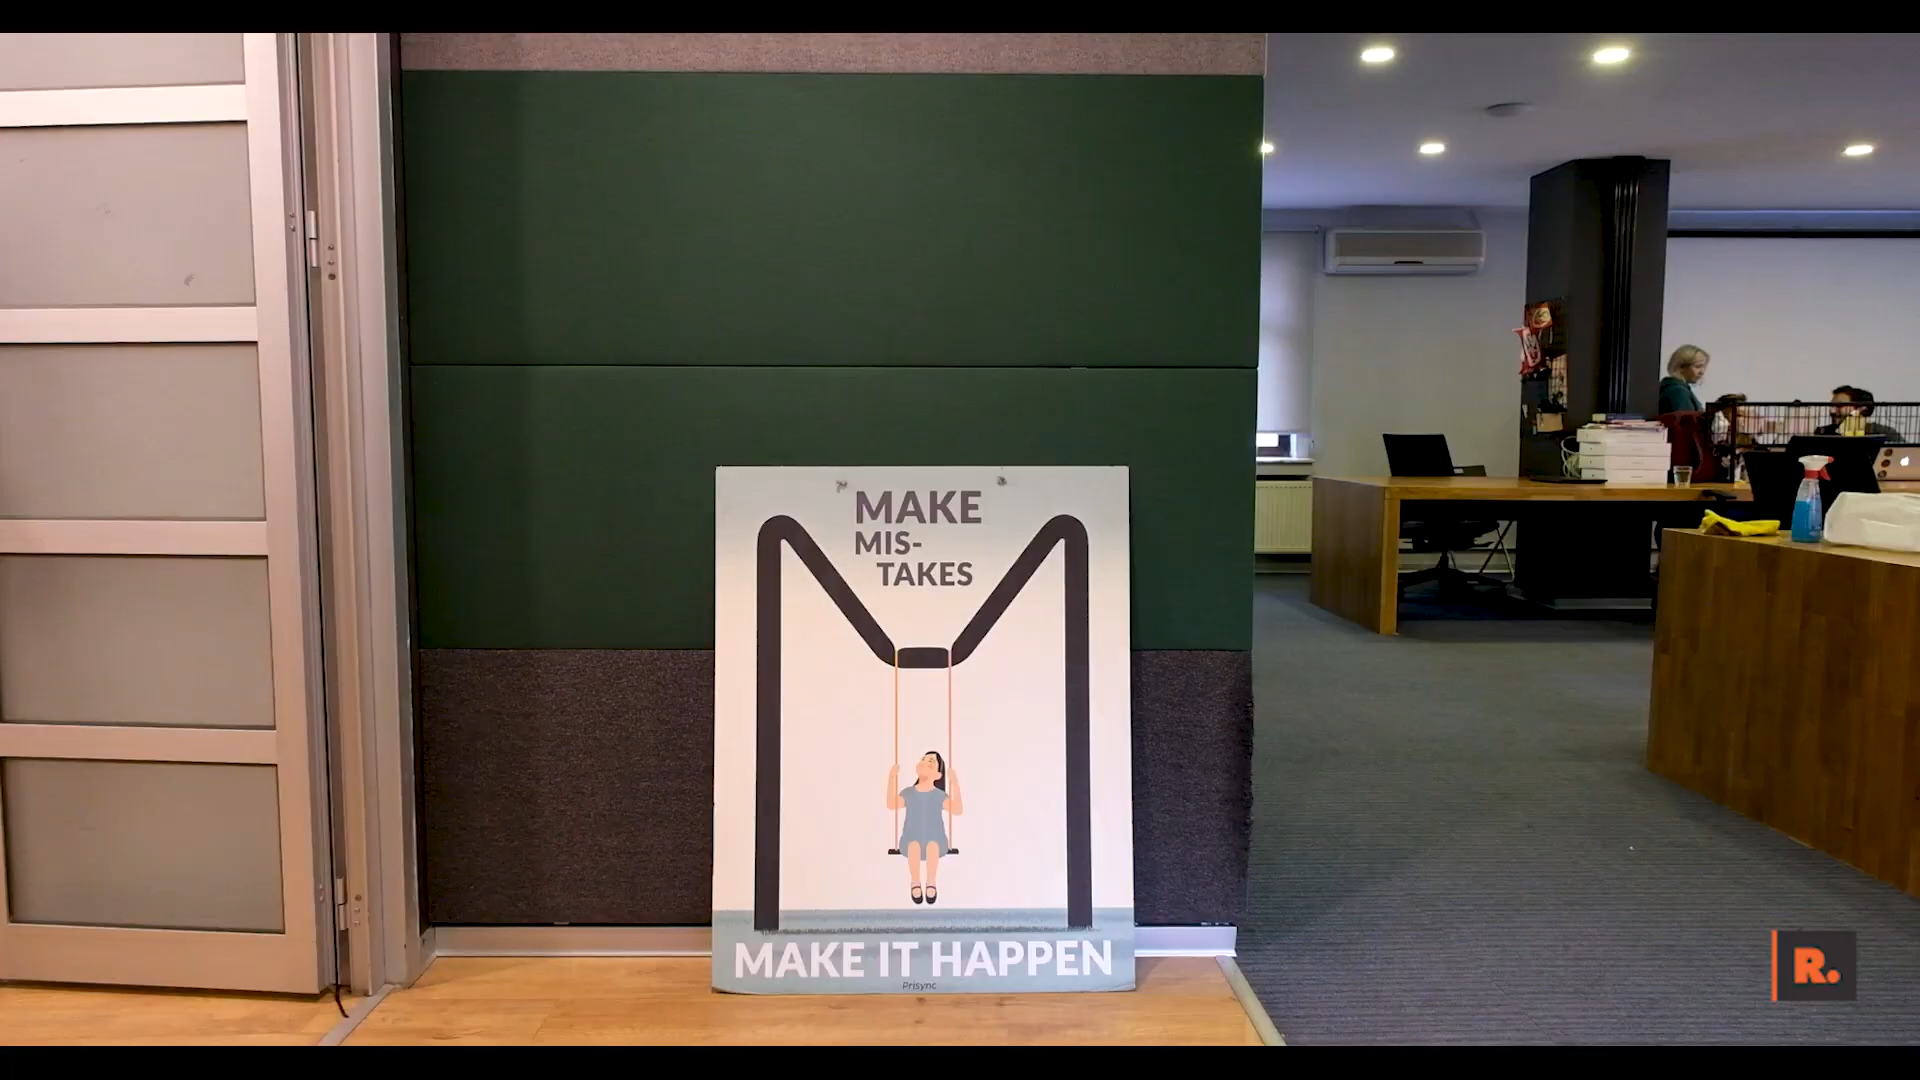 MAKE
MIS-
TAKES
MAKE IT HAPPEN
Prisync
R.